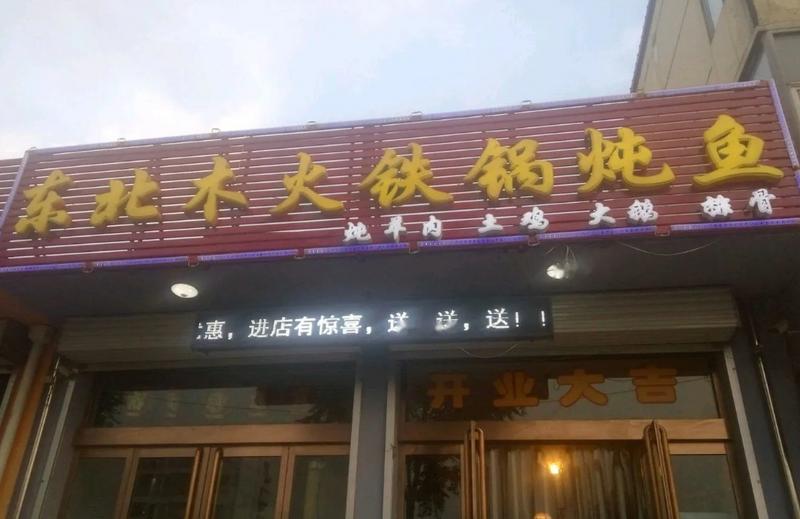 东北木火铁锅炖鱼
炖羊肉 土鸡 大鹅 排骨
惠，进店有惊喜，送 送，送！！
开业大吉